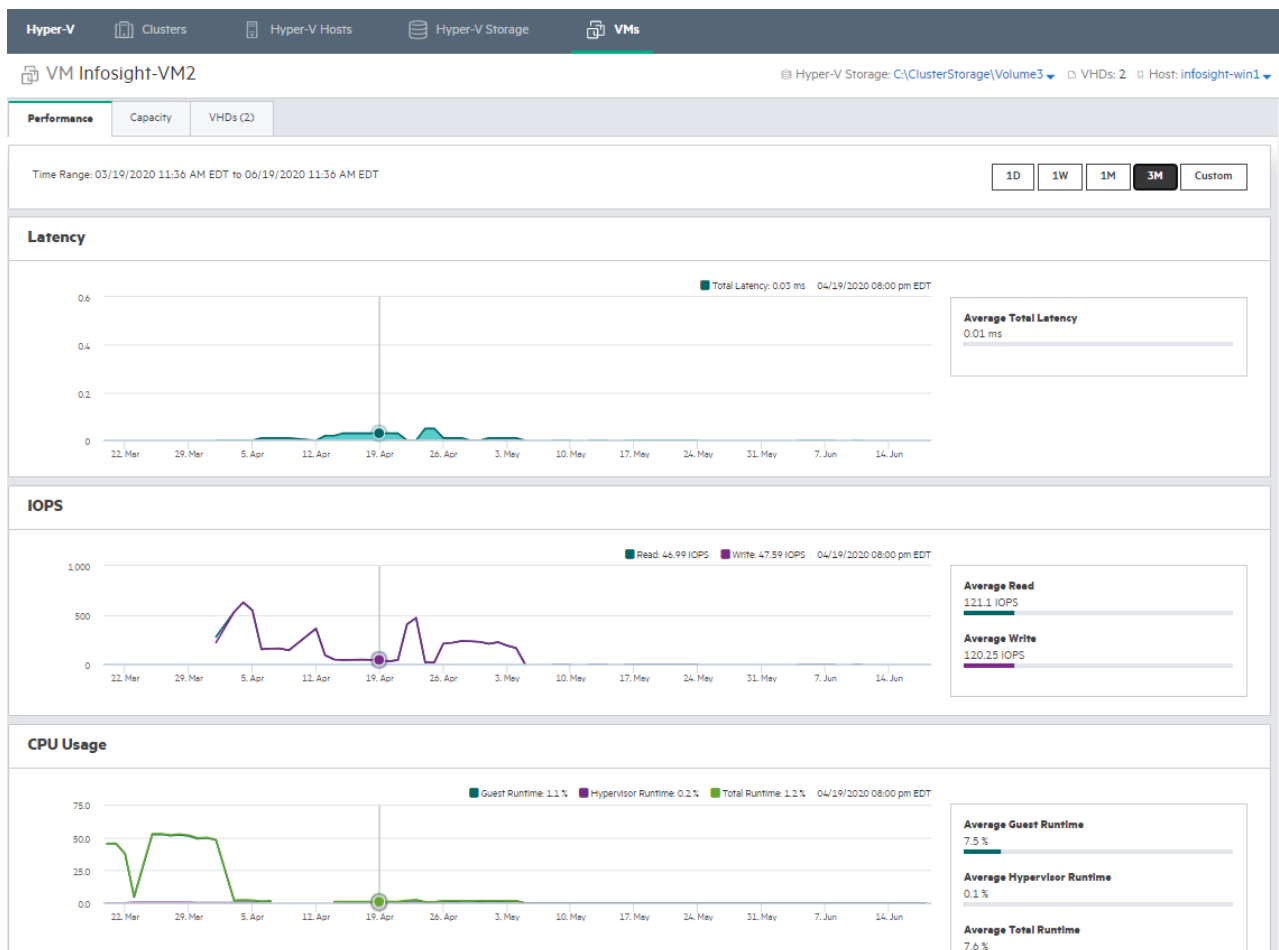 Hyper-V Clusters Hyper-V Hosts Hyper-V Storage VMs
VM Infosight-VM2 Hyper-V Storage: C:\ClusterStorage\Volume3 VHDs: 2 Host: infosight-win1
Performance Capacity VHDs (2)
Time Range: 03/19/2020 11:36 AM EDT to 06/19/2020 11:36 AM EDT 1D 1W 1M 3M Custom
Latency
Total Latency: 0.03 ms 04/19/2020 08:00 pm EDT
0.6
0.4
0.2
0
22. Mar 29. Mar 5. Apr 12. Apr 19. Apr 26. Apr 3. May 10. May 17. May 24. May 31. May 7. Jun 14. Jun
Average Total Latency
0.01 ms
IOPS
Read: 46.99 IOPS Write: 47.59 IOPS 04/19/2020 08:00 pm EDT
1,000
500
0
22. Mar 29. Mar 5. Apr 12. Apr 19. Apr 26. Apr 3. May 10. May 17. May 24. May 31. May 7. Jun 14. Jun
Average Read
121.1 IOPS
Average Write
120.25 IOPS
CPU Usage
Guest Runtime: 1.1 % Hypervisor Runtime: 0.2 % Total Runtime: 1.2 % 04/19/2020 08:00 pm EDT
75.0
50.0
25.0
0.0
22. Mar 29. Mar 5. Apr 12. Apr 19. Apr 26. Apr 3. May 10. May 17. May 24. May 31. May 7. Jun 14. Jun
Average Guest Runtime
7.5 %
Average Hypervisor Runtime
0.1 %
Average Total Runtime
7.6 %